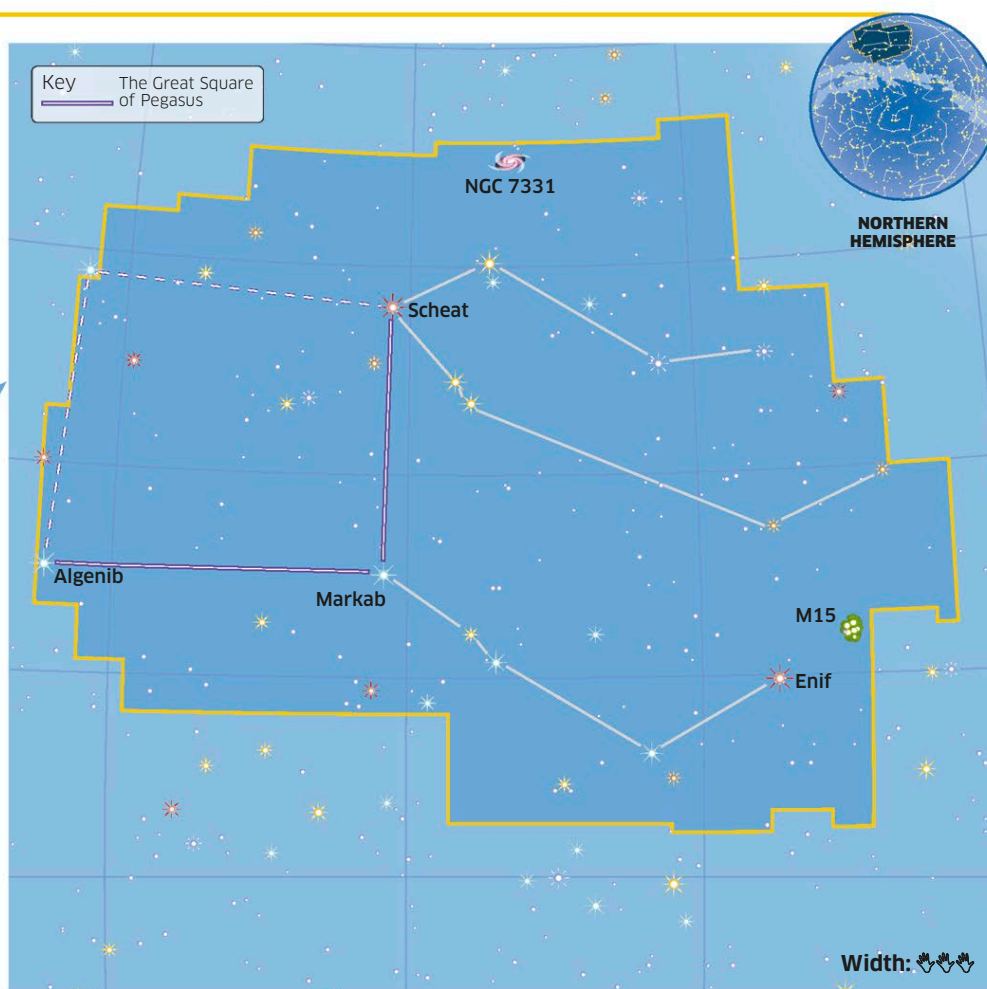 Key
The Great Square
of Pegasus
NORTHERN
HEMISPHERE
NGC 7331
Scheat
Algenib
Markab
M15
Enif
Width: